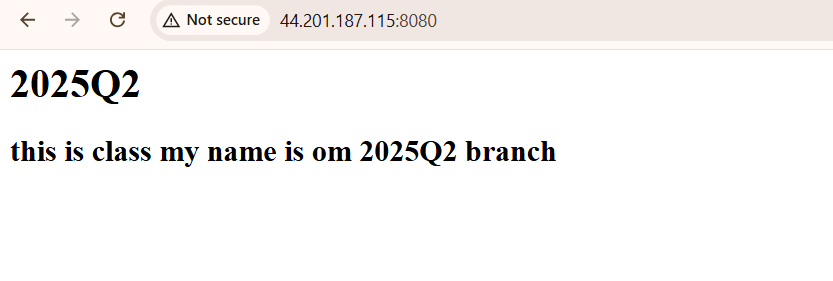 Not secure 44.201.187.115:8080
2025Q2
this is class my name is om 2025Q2 branch